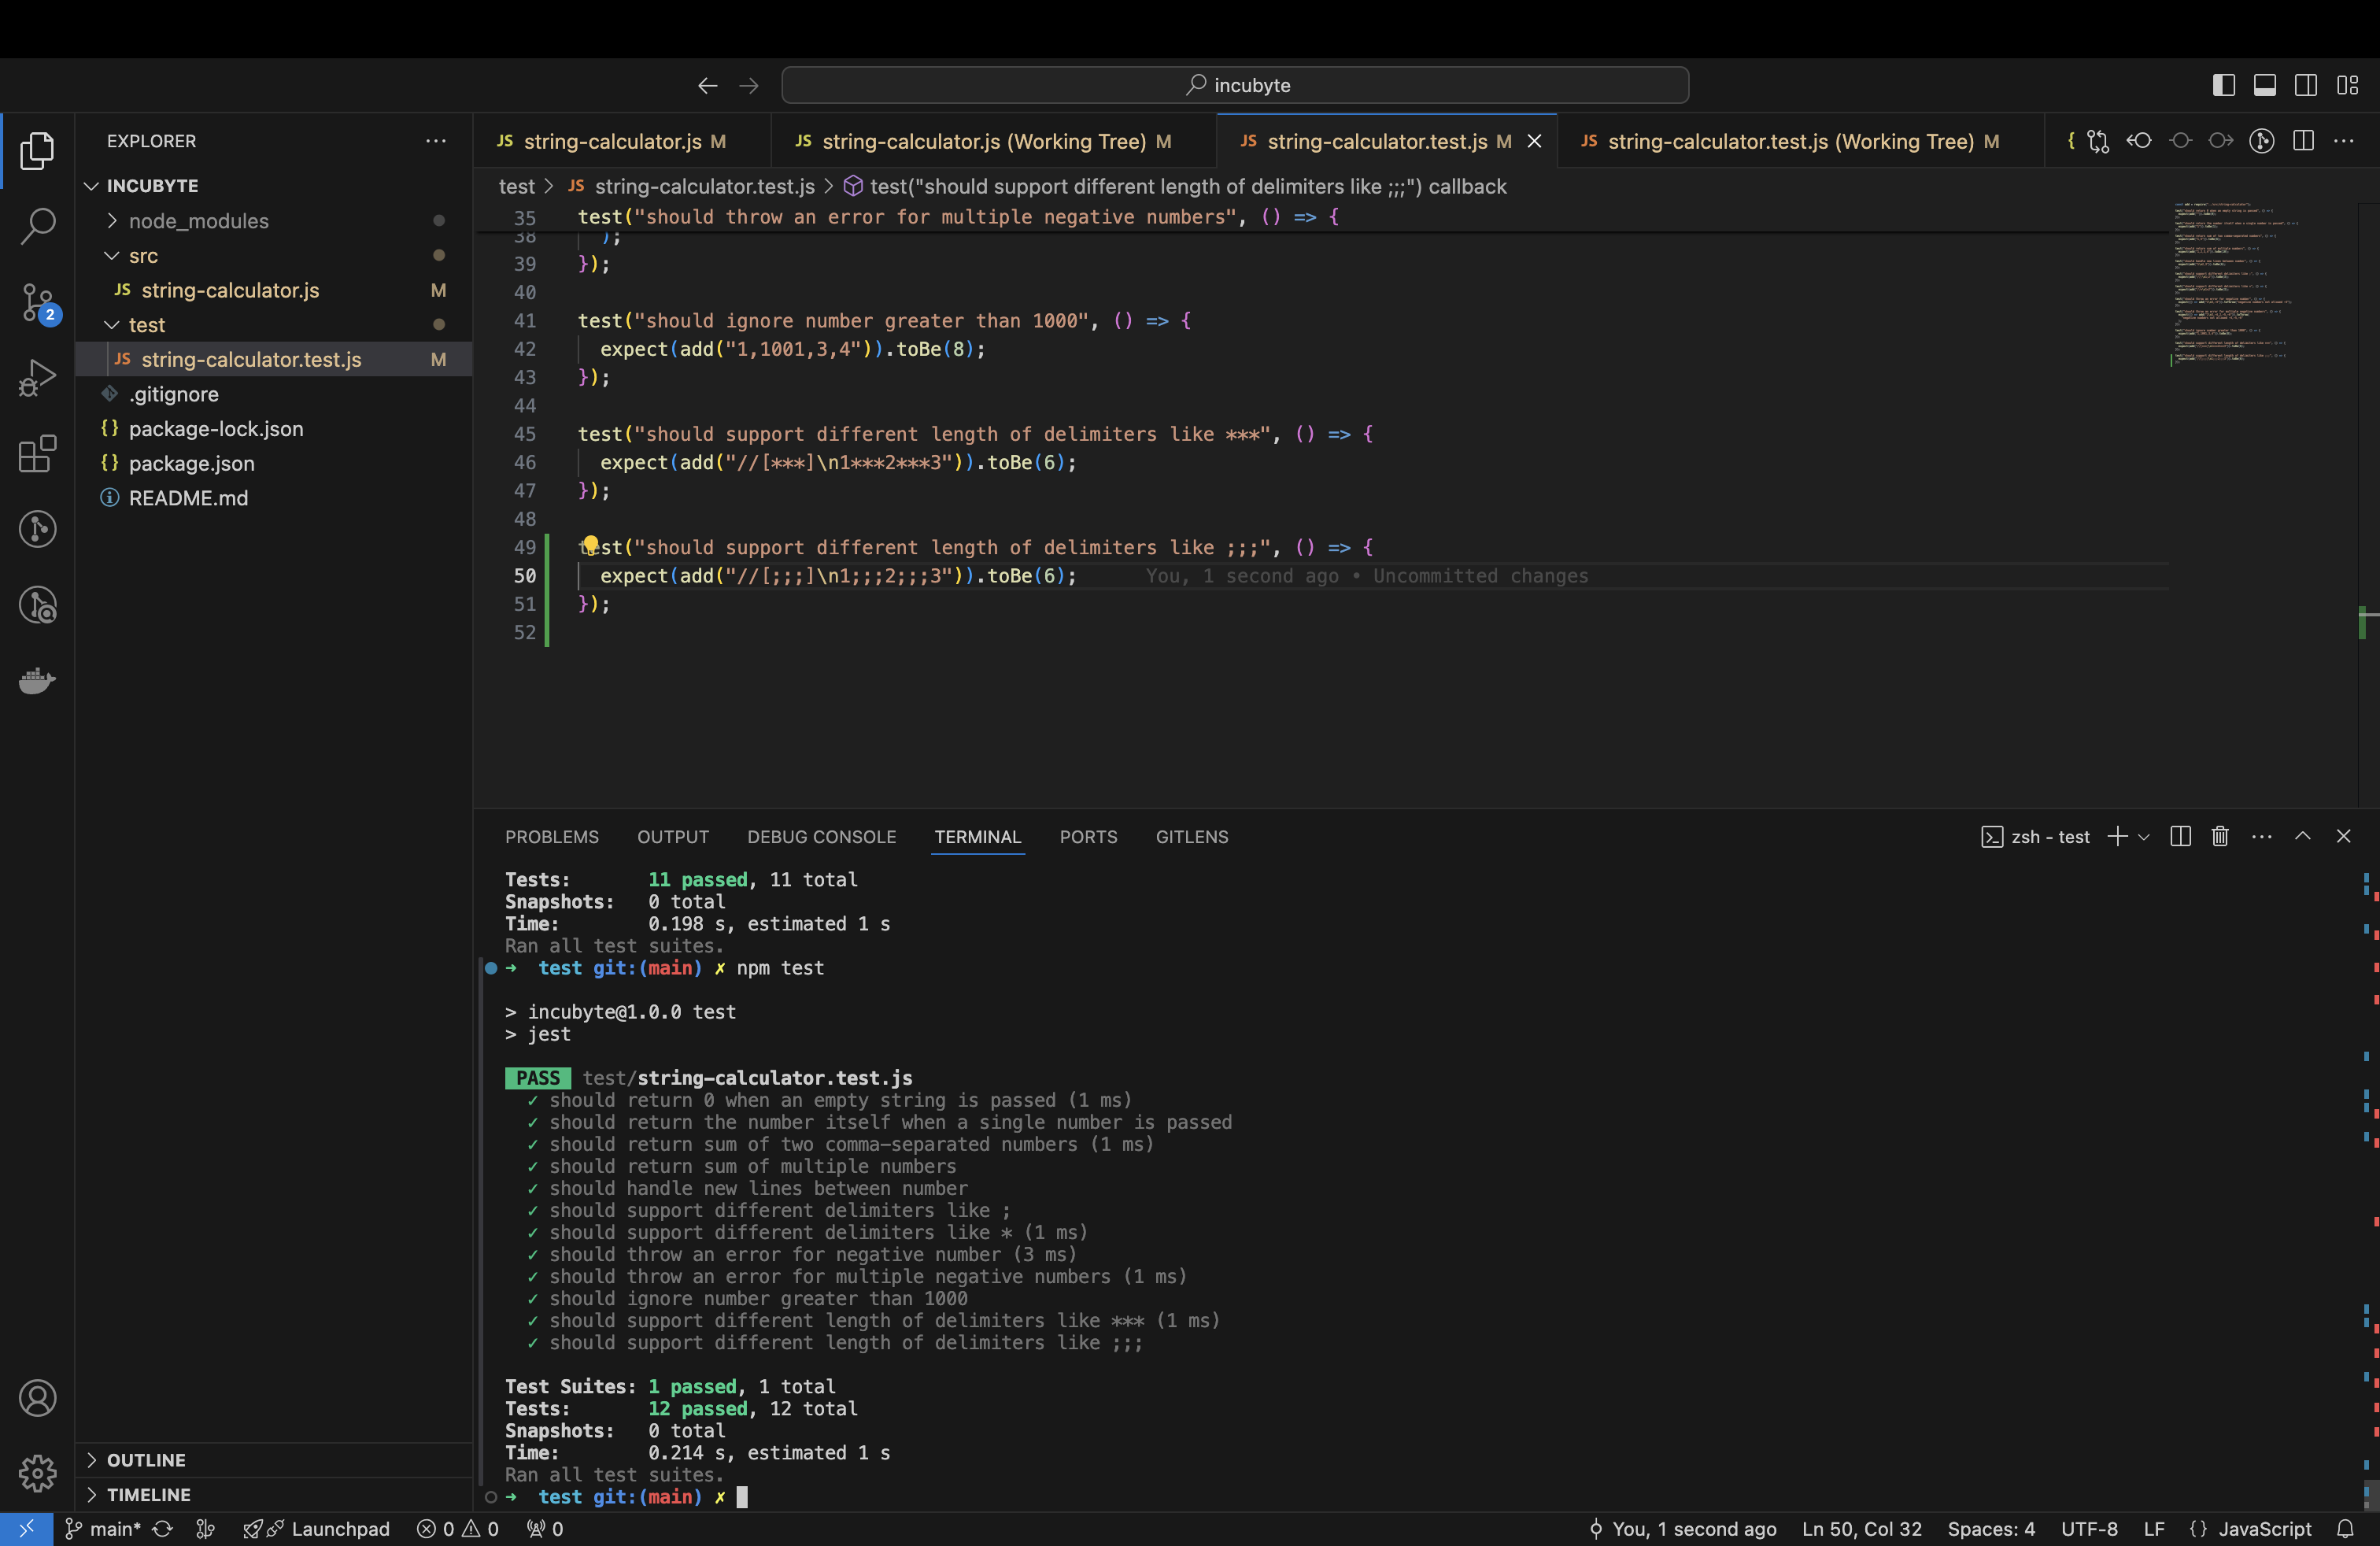 incubyte
EXPLORER
INCUBYTE
node_modules
src
JS string-calculator.js M
test
JS string-calculator.test.js M
.gitignore
{} package-lock.json
{} package.json
README.md
OUTLINE
TIMELINE
2
JS string-calculator.js M
JS string-calculator.js (Working Tree) M
JS string-calculator.test.js M
JS string-calculator.test.js (Working Tree) M
test > JS string-calculator.test.js > test("should support different length of delimiters like ;;;") callback
35 test("should throw an error for multiple negative numbers", () => {
38 );
39 });
40
41 test("should ignore number greater than 1000", () => {
42 expect(add("1,1001,3,4")).toBe(8);
43 });
44
45 test("should support different length of delimiters like ***", () => {
46 expect(add("//[***]\n1***2***3")).toBe(6);
47 });
48
49 test("should support different length of delimiters like ;;;", () => {
50 expect(add("//[;;;]\n1;;;2;;;3")).toBe(6); You, 1 second ago • Uncommitted changes
51 });
52
PROBLEMS OUTPUT DEBUG CONSOLE TERMINAL PORTS GITLENS
zsh - test
Tests: 11 passed, 11 total
Snapshots: 0 total
Time: 0.198 s, estimated 1 s
Ran all test suites.
➜ test git:(main) ✗ npm test
> incubyte@1.0.0 test
> jest
PASS test/string-calculator.test.js
✓ should return 0 when an empty string is passed (1 ms)
✓ should return the number itself when a single number is passed
✓ should return sum of two comma-separated numbers (1 ms)
✓ should return sum of multiple numbers
✓ should handle new lines between number
✓ should support different delimiters like ;
✓ should support different delimiters like * (1 ms)
✓ should throw an error for negative number (3 ms)
✓ should throw an error for multiple negative numbers (1 ms)
✓ should ignore number greater than 1000
✓ should support different length of delimiters like *** (1 ms)
✓ should support different length of delimiters like ;;;
Test Suites: 1 passed, 1 total
Tests: 12 passed, 12 total
Snapshots: 0 total
Time: 0.214 s, estimated 1 s
Ran all test suites.
➜ test git:(main) ✗
main* Launchpad 0 0 0 You, 1 second ago Ln 50, Col 32 Spaces: 4 UTF-8 LF {} JavaScript